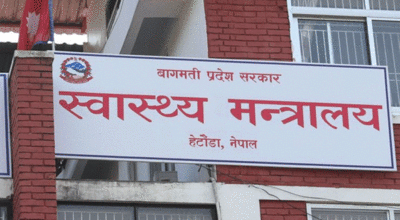 बागमती प्रदेश सरकार
स्वास्थ्य मन्त्रालय
हेटौंडा, नेपाल